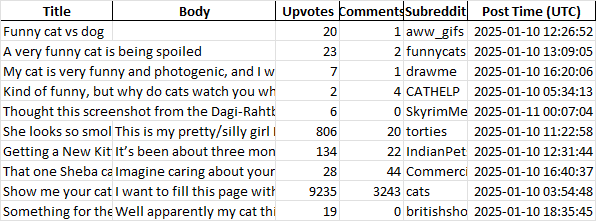 Title Body Upvotes Comments Subreddit Post Time (UTC)
Funny cat vs dog 20 1 aww_gifs 2025-01-10 12:26:52
A very funny cat is being spoiled 23 2 funnycats 2025-01-10 13:09:05
My cat is very funny and photogenic, and I w 7 1 drawme 2025-01-10 16:20:06
Kind of funny, but why do cats watch you wh 2 4 CATHELP 2025-01-10 05:34:13
Thought this screenshot from the Dagi-Rahtb 6 0 SkyrimMe 2025-01-11 00:07:04
She looks so smol This is my pretty/silly girl 806 20 torties 2025-01-10 11:22:58
Getting a New Kitt It's been about three mon 134 22 IndianPet 2025-01-10 12:31:44
That one Sheba ca Imagine caring about your 28 44 Commerci 2025-01-10 16:40:37
Show me your cat I want to fill this page with 9235 3243 cats 2025-01-10 03:54:48
Something for the Well apparently my cat thi 19 0 britishsho 2025-01-10 18:35:45